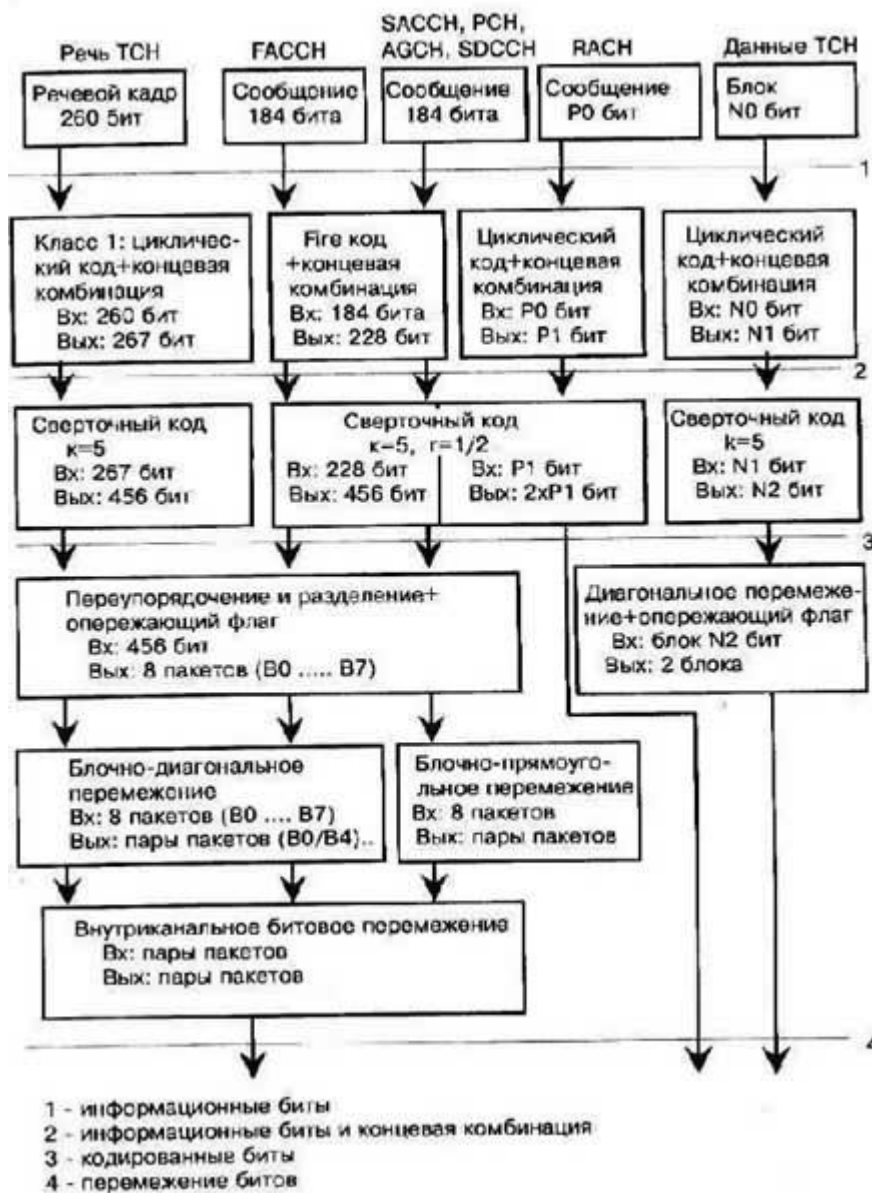 Речь ТСН
FACCH
SACCH, PCH,
AGCH, SDCCH
RACH
Данные ТСН
Речевой кадр
260 бит
Сообщение
184 бита
Сообщение
184 бита
Сообщение
P0 бит
Блок
N0 бит
1
Класс 1: цикличес-
кий код+концевая
комбинация
Вх: 260 бит
Вых: 267 бит
Fire код
+концевая
комбинация
Вх: 184 бита
Вых: 228 бит
Циклический
код+концевая
комбинация
Вх: P0 бит
Вых: P1 бит
Циклический
код+концевая
комбинация
Вх: N0 бит
Вых: N1 бит
2
Сверточный код
к=5
Вх: 267 бит
Вых: 456 бит
Сверточный код
к=5, r=1/2
Вх: 228 бит
Вых: 456 бит
Вх: P1 бит
Вых: 2xP1 бит
Сверточный код
k=5
Вх: N1 бит
Вых: N2 бит
3
Переупорядочение и разделение+
опережающий флаг
Вх: 456 бит
Вых: 8 пакетов (B0 ..... B7)
Диагональное перемеже-
ние+опережающий флаг
Вх: блок N2 бит
Вых: 2 блока
Блочно-диагональное
перемежение
Вх: 8 пакетов (B0 .... B7)
Вых: пары пакетов (B0/B4)..
Блочно-прямоуго-
льное перемежение
Вх: 8 пакетов
Вых: пары пакетов
Внутриканальное битовое перемежение
Вх: пары пакетов
Вых: пары пакетов
4
1 - информационные биты
2 - информационные биты и концевая комбинация
3 - кодированные биты
4 - перемежение битов